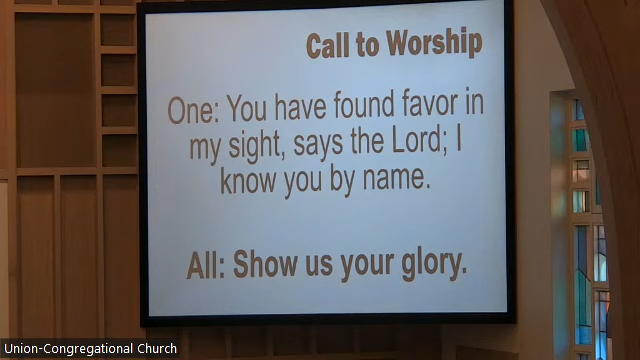 Call to Worship
One: You have found favor in
my sight, says the Lord; I
know you by name.
All: Show us your glory.
Union-Congregational Church